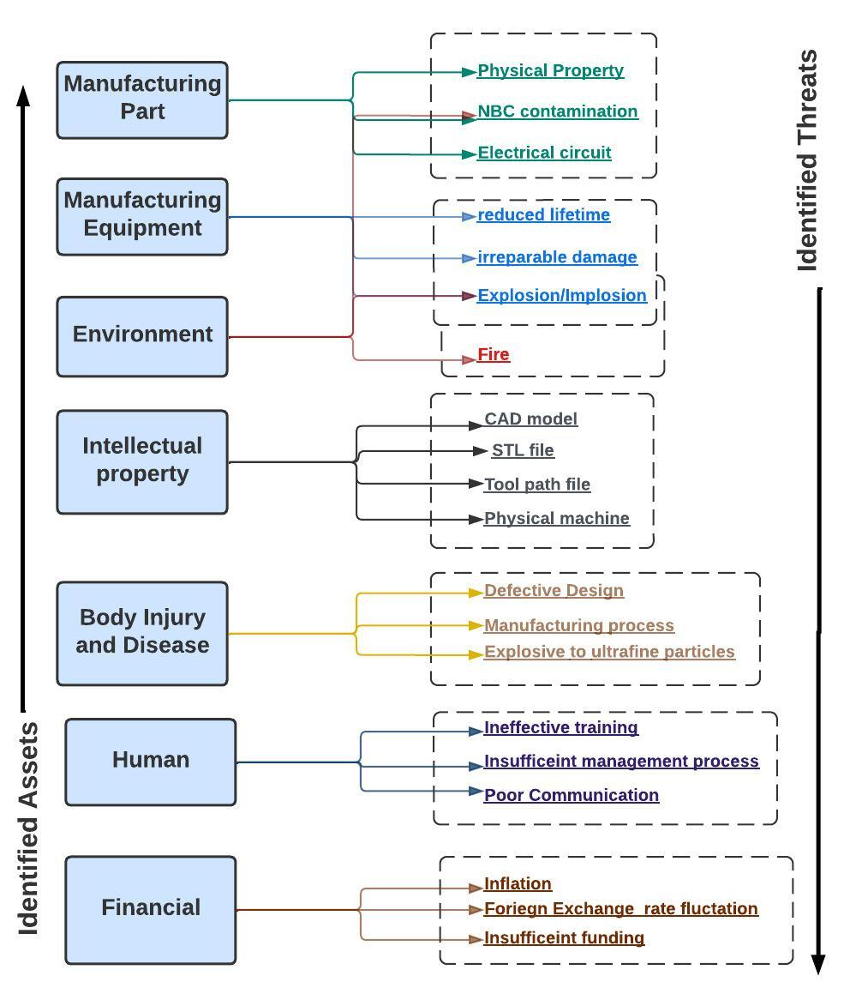 Identified Assets
Identified Threats
Manufacturing
Part
Physical Property
NBC contamination
Electrical circuit
Manufacturing
Equipment
reduced lifetime
irreparable damage
Explosion/Implosion
Environment
Fire
Intellectual
property
CAD model
STL file
Tool path file
Physical machine
Body Injury
and Disease
Defective Design
Manufacturing process
Explosive to ultrafine particles
Human
Ineffective training
Insufficeint management process
Poor Communication
Financial
Inflation
Foriegn Exchange  rate fluctation
Insufficeint funding